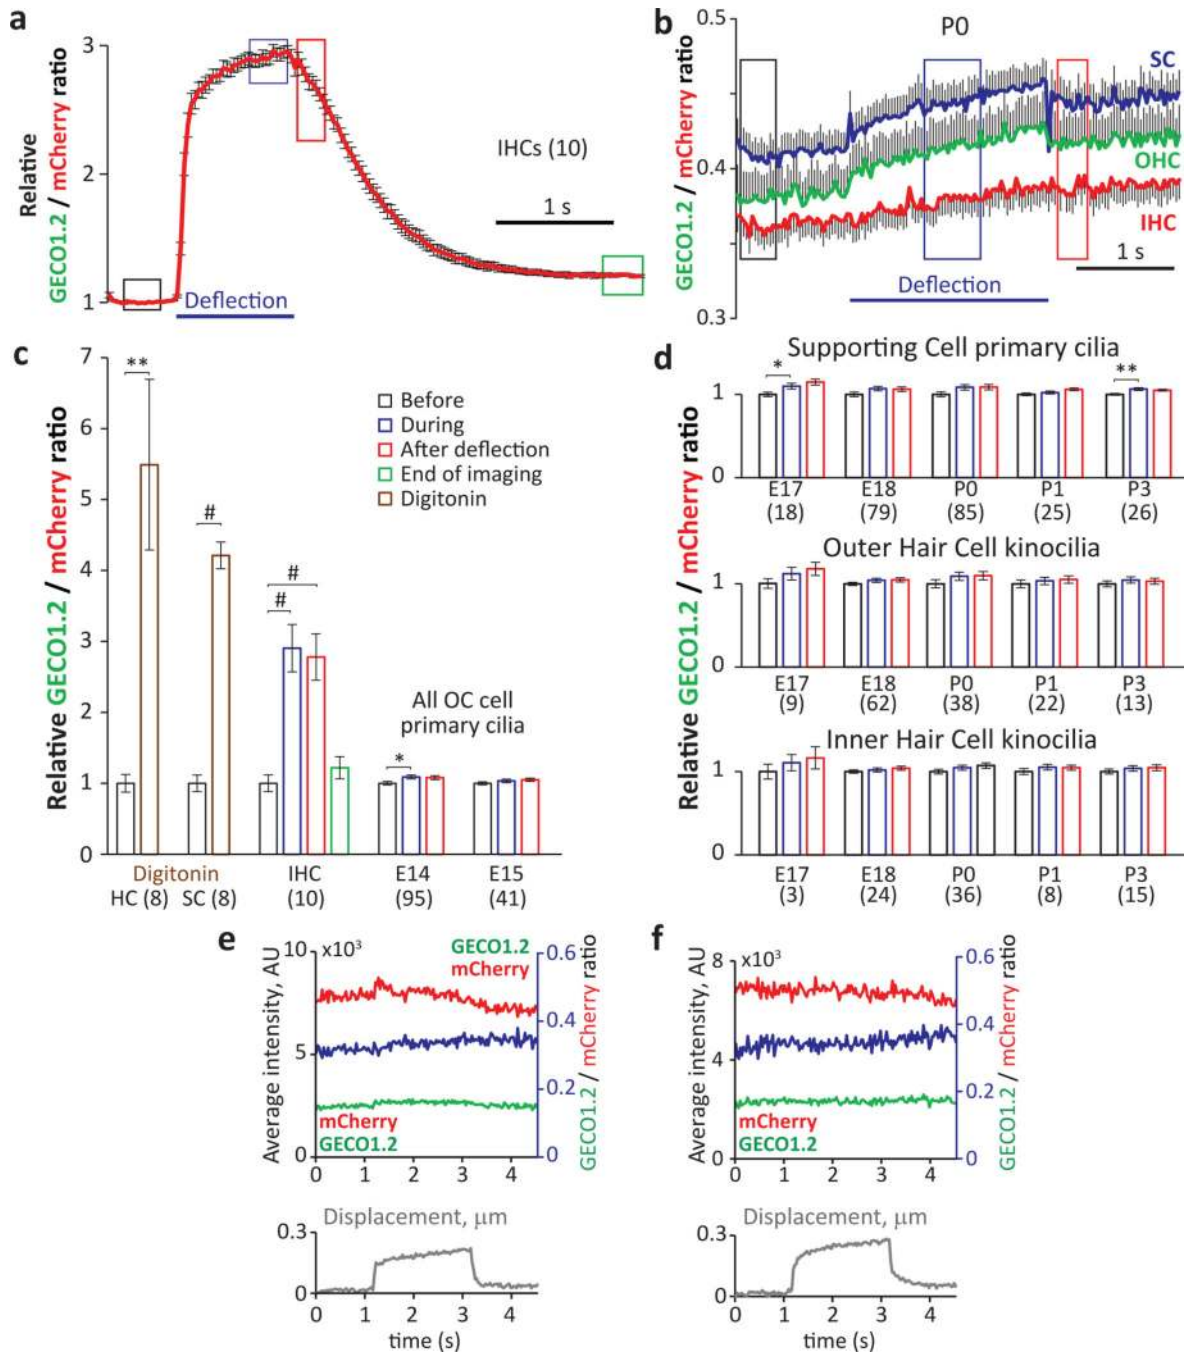 a
Relative
GECO1.2 / mCherry ratio
3
2
1
IHCs (10)
1 s
Deflection
b
P0
GECO1.2 / mCherry ratio
0.5
0.4
0.3
SC
OHC
IHC
1 s
Deflection
c
Relative GECO1.2 / mCherry ratio
7
6
5
4
3
2
1
0
**
#
#
#
*
Before
During
After deflection
End of imaging
Digitonin
All OC cell
primary cilia
Digitonin
HC (8) SC (8)
IHC
(10)
E14
(95)
E15
(41)
d
Relative GECO1.2 / mCherry ratio
Supporting Cell primary cilia
1
0
*
**
E17 E18 P0 P1 P3
(18) (79) (85) (25) (26)
Outer Hair Cell kinocilia
1
0
E17 E18 P0 P1 P3
(9) (62) (38) (22) (13)
Inner Hair Cell kinocilia
1
0
E17 E18 P0 P1 P3
(3) (24) (36) (8) (15)
e
Average intensity, AU
10
x10³
5
0
GECO1.2
mCherry
mCherry
GECO1.2
0.6
0.4
0.2
0
GECO1.2 / mCherry ratio
0 1 2 3 4
Displacement, µm
0.3
0
0 1 2 3 4
time (s)
f
Average intensity, AU
8
x10³
4
0
mCherry
GECO1.2
0.6
0.4
0.2
0
GECO1.2 / mCherry ratio
0 1 2 3 4
Displacement, µm
0.3
0
0 1 2 3 4
time (s)